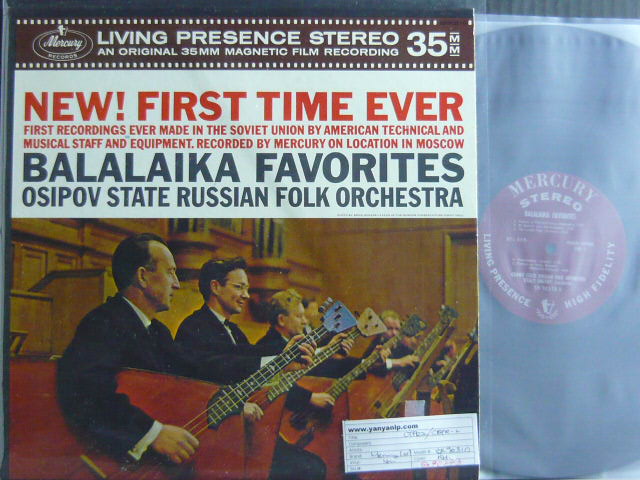 Mercury
RECORDS
LIVING PRESENCE STEREO
AN ORIGINAL 35MM MAGNETIC FILM RECORDING
35
MM
NEW! FIRST TIME EVER
FIRST RECORDINGS EVER MADE IN THE SOVIET UNION BY AMERICAN TECHNICAL AND
MUSICAL STAFF AND EQUIPMENT. RECORDED BY MERCURY ON LOCATION IN MOSCOW
BALALAIKA FAVORITES
OSIPOV STATE RUSSIAN FOLK ORCHESTRA
www.yanyanlp.com
MERCURY
STEREO
BALALAIKA FAVORITES
LIVING PRESENCE
HIGH FIDELITY